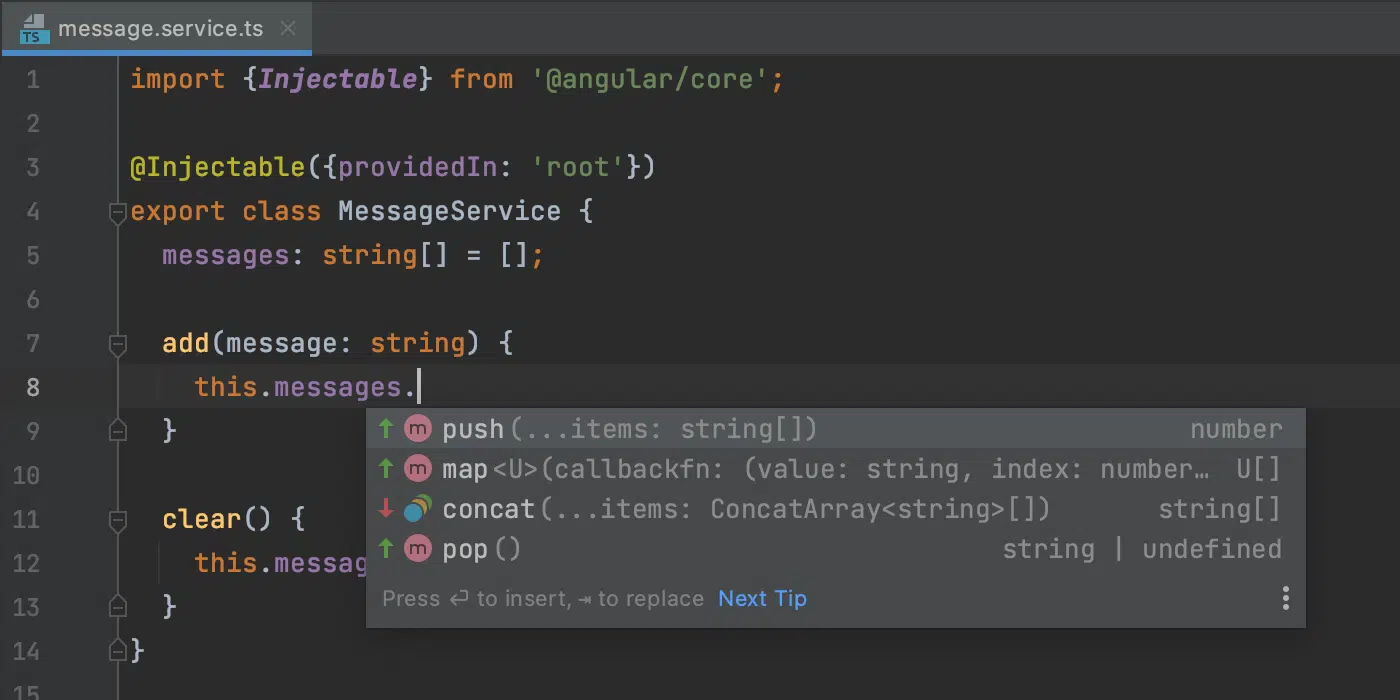 TS message.service.ts
1 import {Injectable} from '@angular/core';
2
3 @Injectable({providedIn: 'root'})
4 export class MessageService {
5 messages: string[] = [];
6
7 add(message: string) {
8 this.messages.
push(...items: string[]) number
m map<U>(callbackfn: (value: string, index: number… U[]
concat(...items: ConcatArray<string>[]) string[]
m pop() string | undefined
Press ⏎ to insert, ⇥ to replace Next Tip
9 }
10
11 clear() {
12 this.messag
13 }
14 }
15